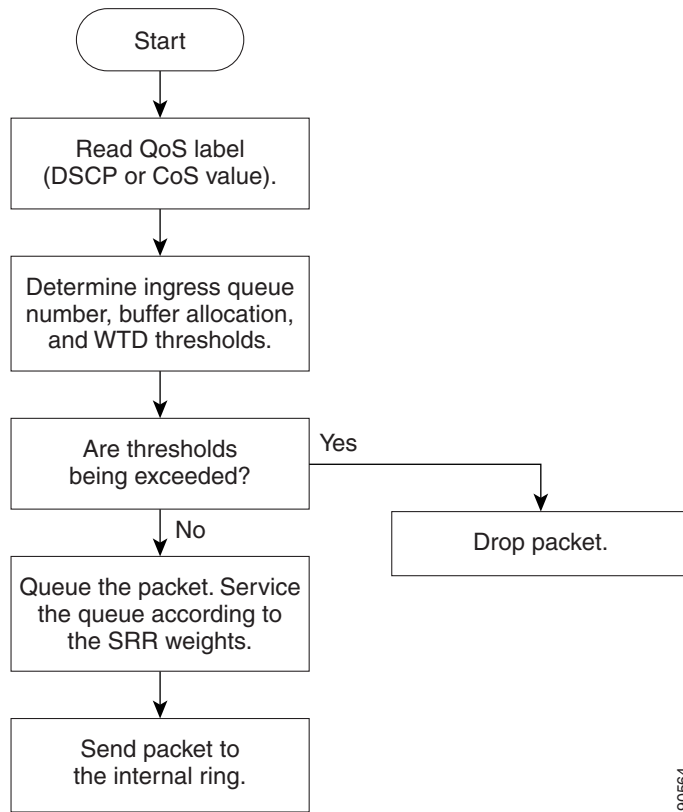 Start
Read QoS label
(DSCP or CoS value).
Determine ingress queue
number, buffer allocation,
and WTD thresholds.
Are thresholds
being exceeded?
Yes
Drop packet.
No
Queue the packet. Service
the queue according to
the SRR weights.
Send packet to
the internal ring.
90564